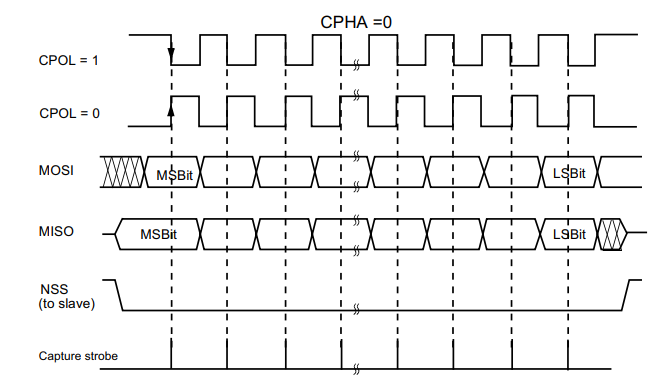 CPHA =0
CPOL = 1
CPOL = 0
MOSI
MSBit
LSBit
MISO
MSBit
LSBit
NSS
(to slave)
Capture strobe